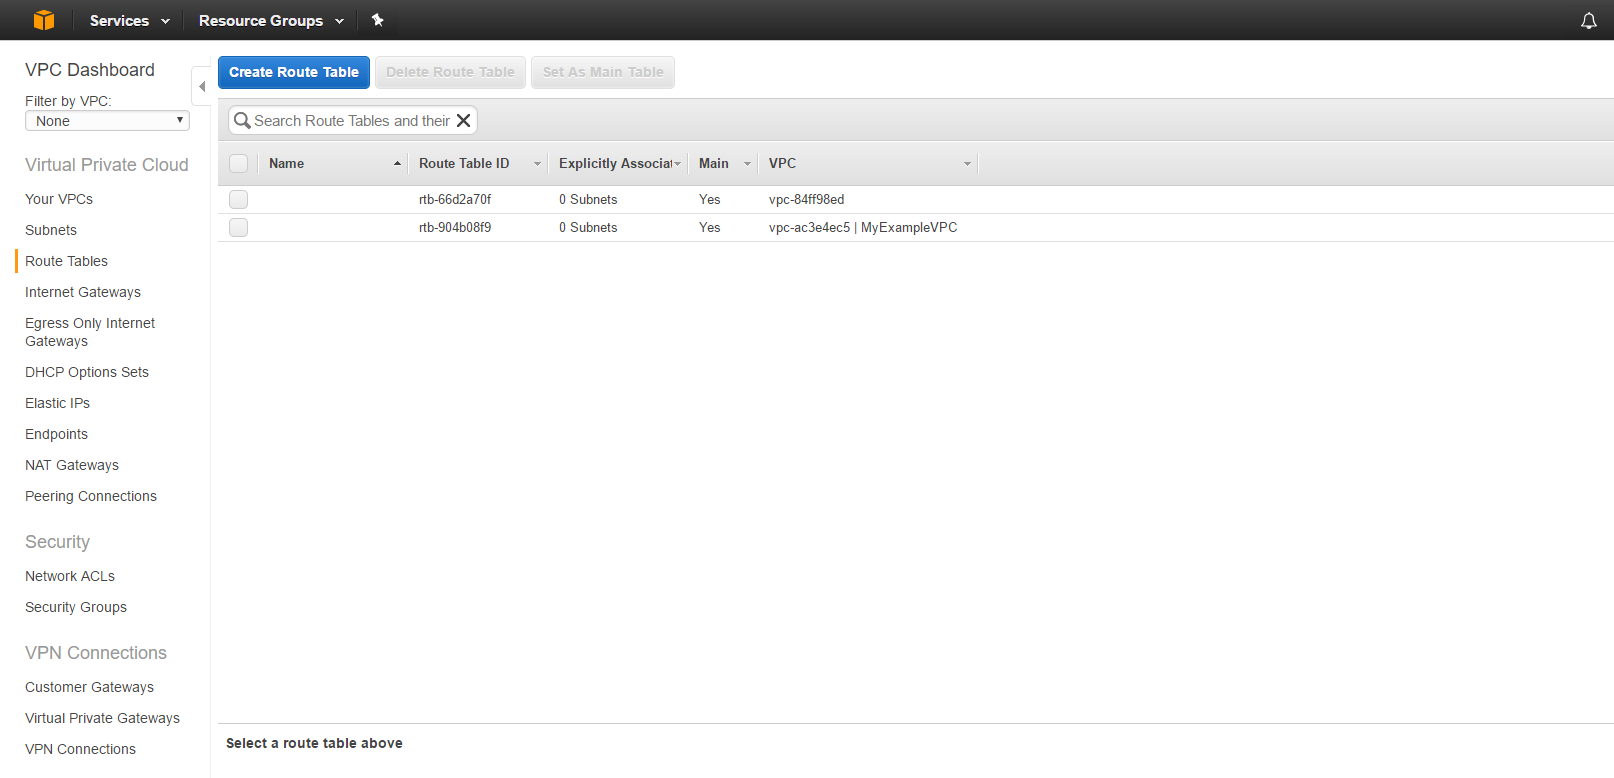 Services Resource Groups
VPC Dashboard
Filter by VPC:
None
Virtual Private Cloud
Your VPCs
Subnets
Route Tables
Internet Gateways
Egress Only Internet
Gateways
DHCP Options Sets
Elastic IPs
Endpoints
NAT Gateways
Peering Connections
Security
Network ACLs
Security Groups
VPN Connections
Customer Gateways
Virtual Private Gateways
VPN Connections
Create Route Table Delete Route Table Set As Main Table
Search Route Tables and their
Name Route Table ID Explicitly Associat Main VPC
rtb-66d2a70f 0 Subnets Yes vpc-84ff98ed
rtb-904b08f9 0 Subnets Yes vpc-ac3e4ec5 | MyExampleVPC
Select a route table above